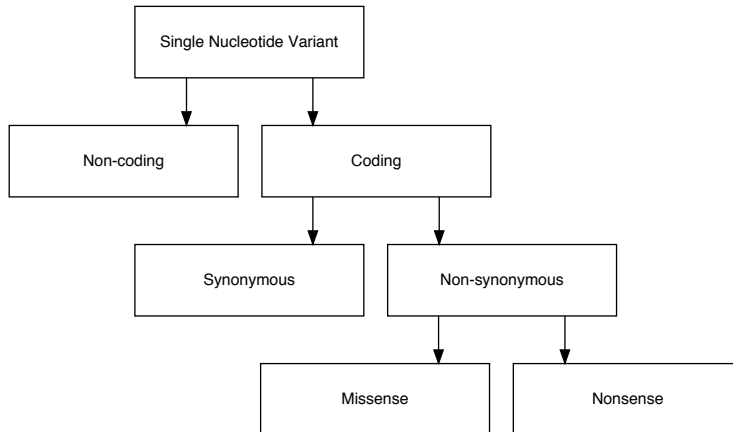 Single Nucleotide Variant
Non-coding
Coding
Synonymous
Non-synonymous
Missense
Nonsense